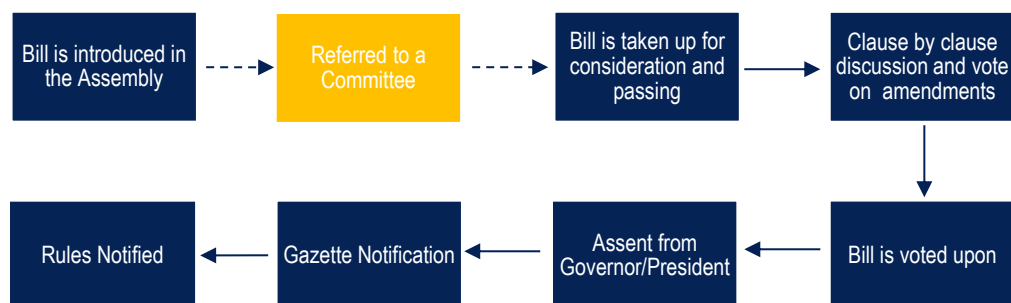 Bill is introduced in
the Assembly
Referred to a
Committee
Bill is taken up for
consideration and
passing
Clause by clause
discussion and vote
on amendments
Bill is voted upon
Assent from
Governor/President
Gazette Notification
Rules Notified